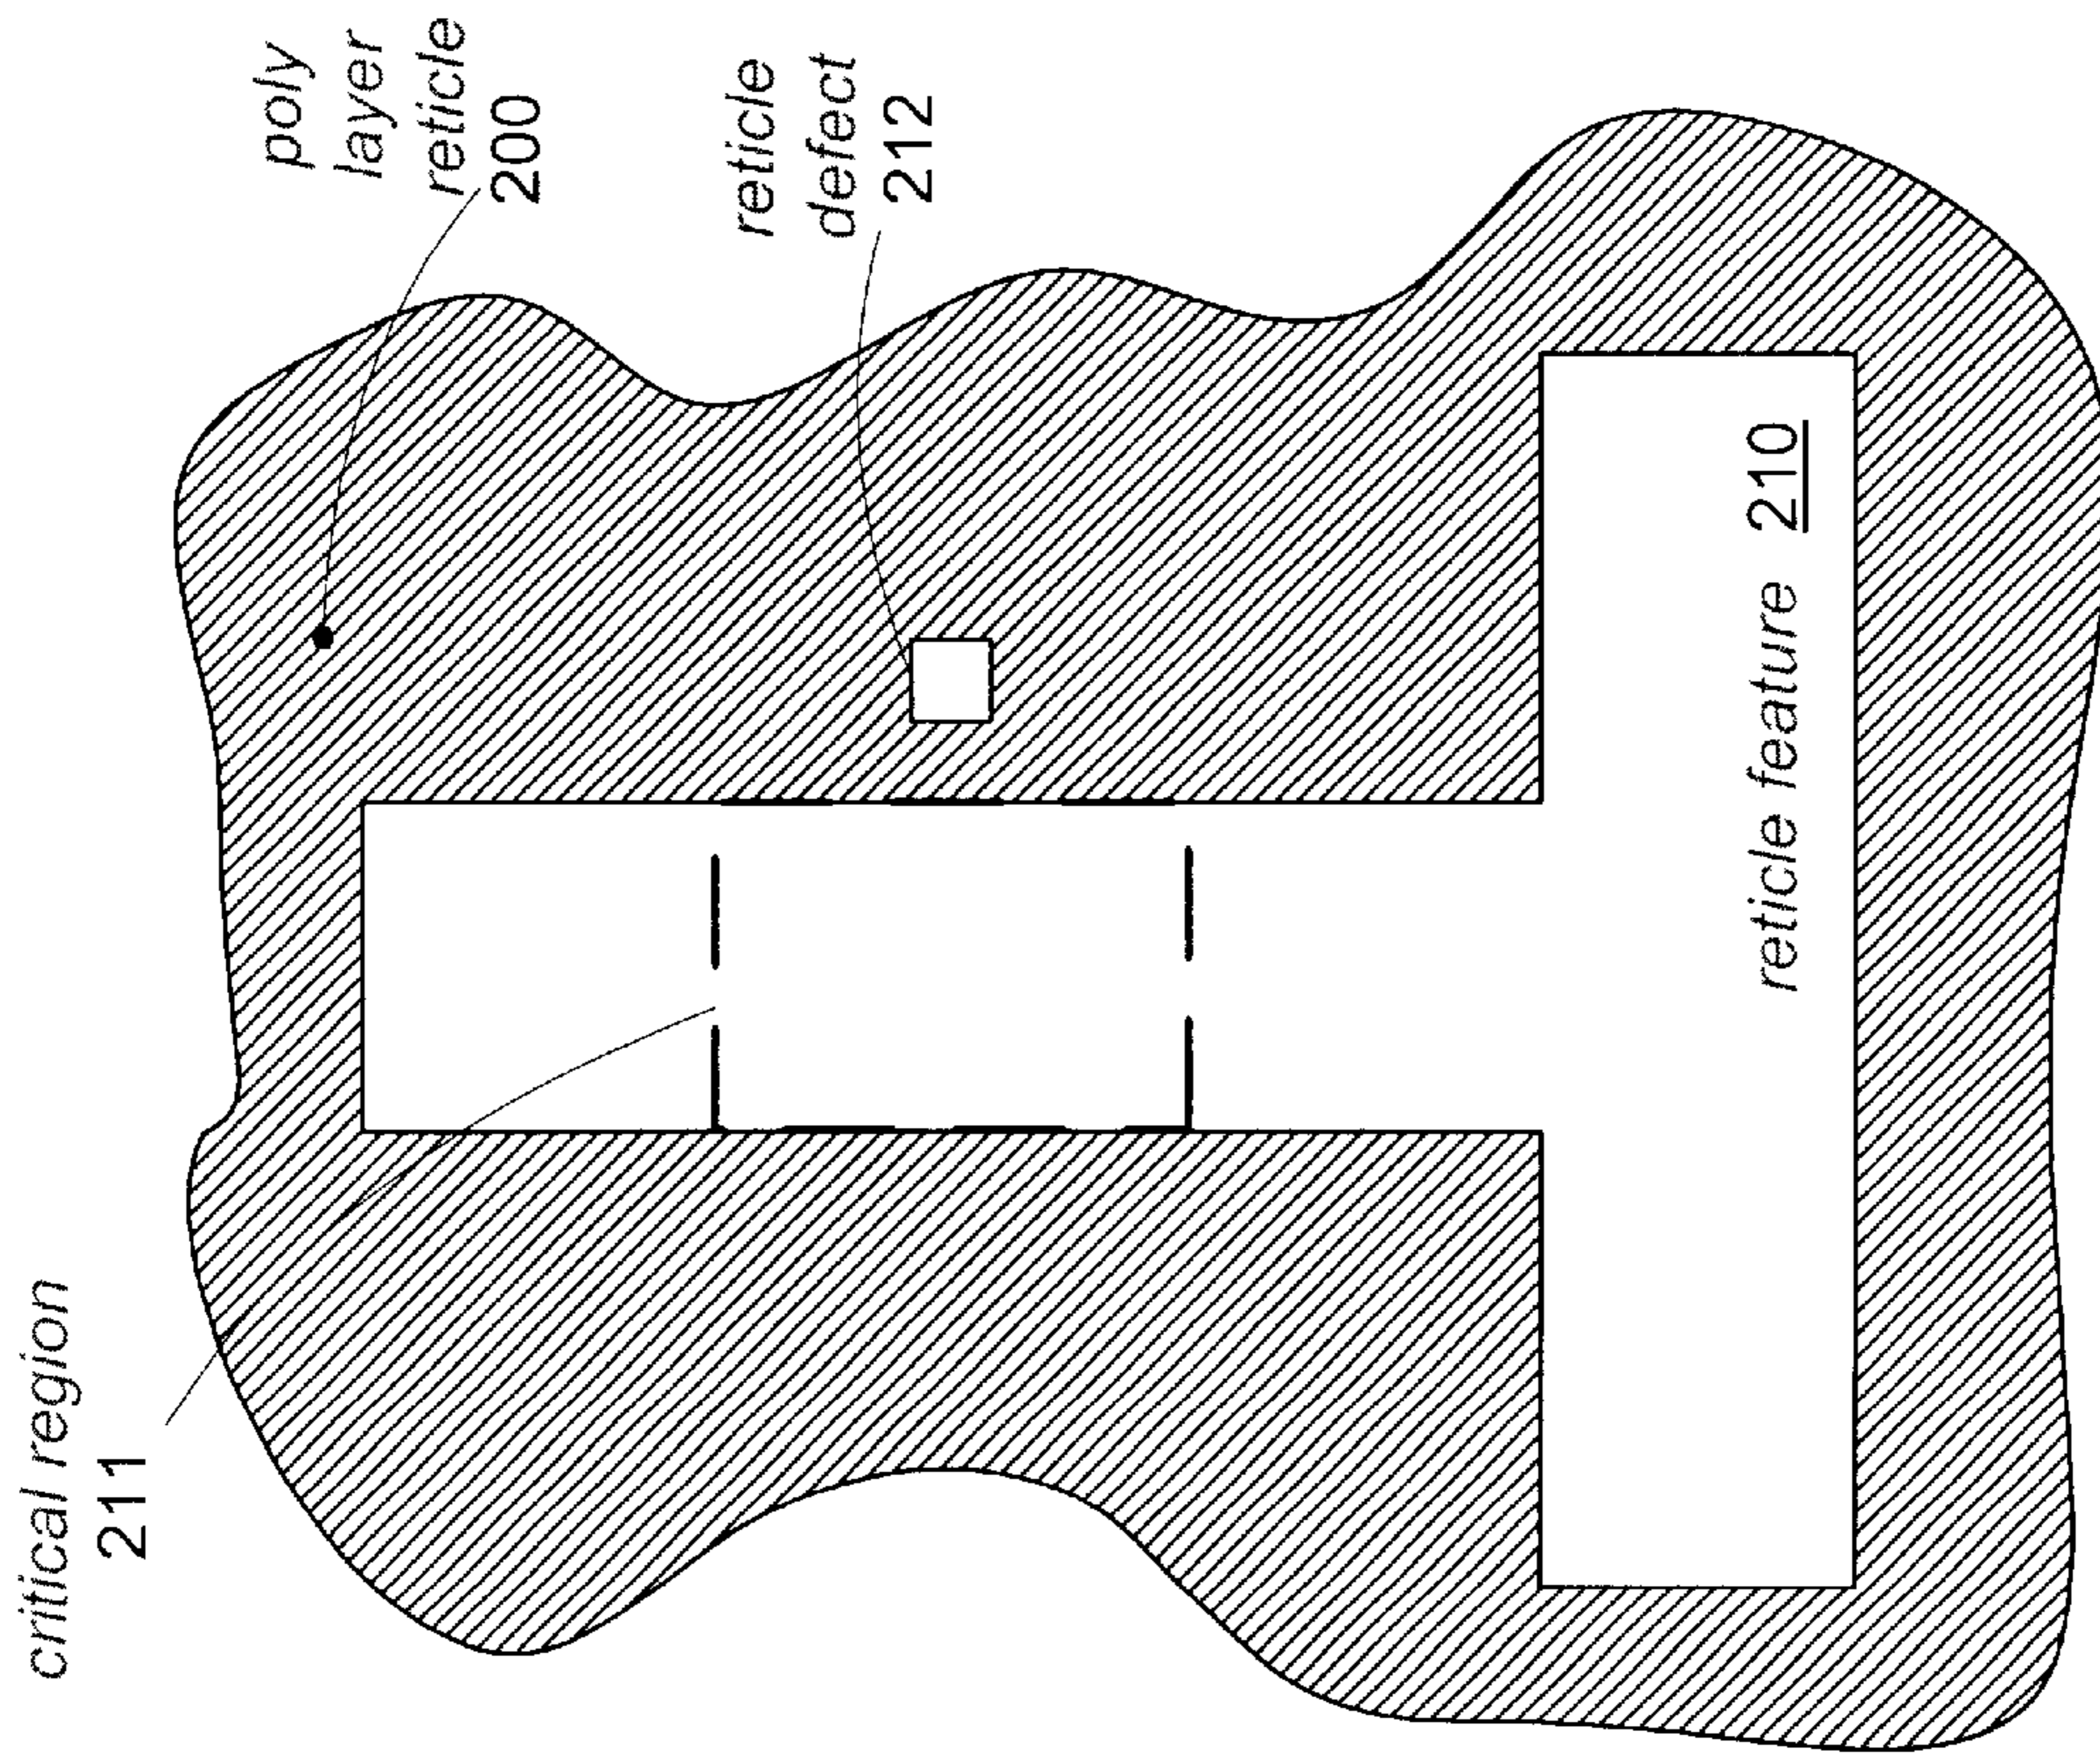 poly
layer
reticle
200
reticle
defect
212
critical region
211
reticle feature 210